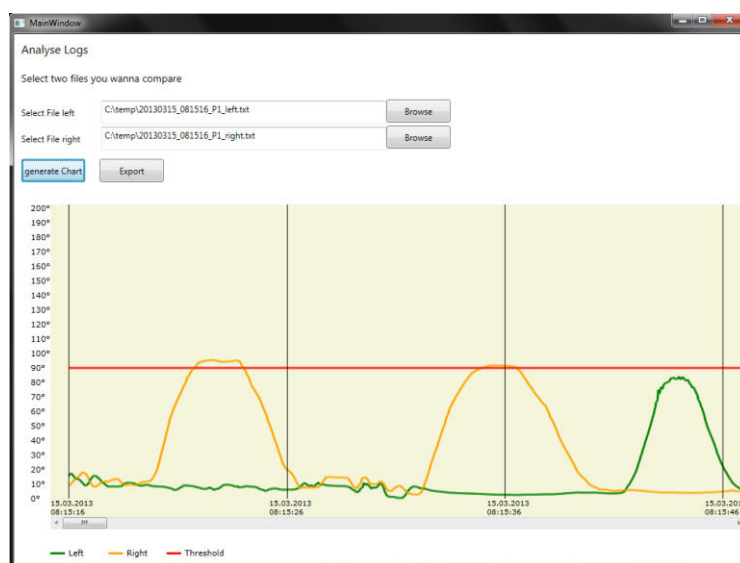 MainWindow
Analyse Logs
Select two files you wanna compare
Select File left C:\temp\20130315_081516_P1_left.txt Browse
Select File right C:\temp\20130315_081516_P1_right.txt Browse
generate Chart Export
200°
190°
180°
170°
160°
150°
140°
130°
120°
110°
100°
90°
80°
70°
60°
50°
40°
30°
20°
10°
0°
15.03.2013 15.03.2013 15.03.2013 15.03.201
08:15:16 08:15:26 08:15:36 08:15:46
Left Right Threshold